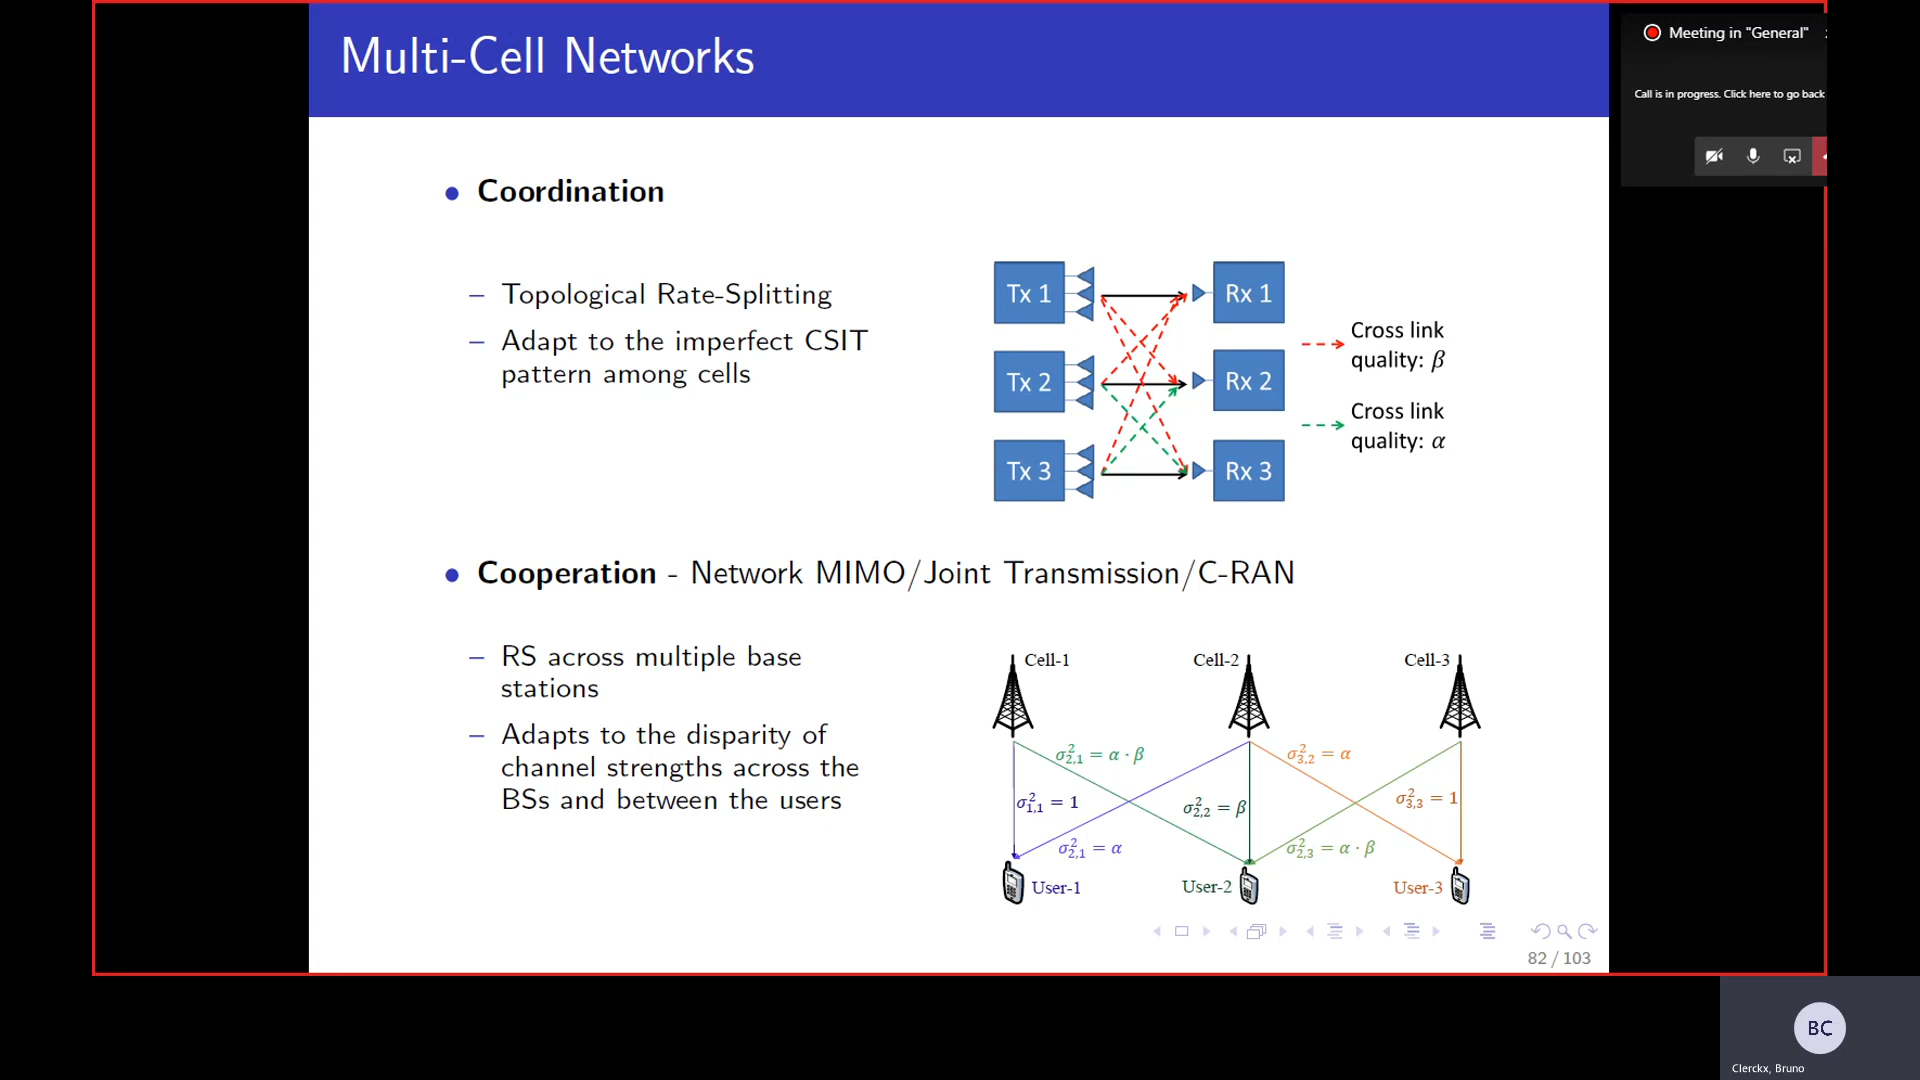 Multi-Cell Networks
Meeting in "General"
Call is in progress. Click here to go back
• Coordination
– Topological Rate-Splitting
– Adapt to the imperfect CSIT
pattern among cells
Tx 1
Rx 1
Tx 2
Rx 2
Tx 3
Rx 3
Cross link
quality: β
Cross link
quality: α
• Cooperation - Network MIMO/Joint Transmission/C-RAN
– RS across multiple base
stations
– Adapts to the disparity of
channel strengths across the
BSs and between the users
Cell-1
Cell-2
Cell-3
σ²₂,₁ = α · β
σ²₃,₂ = α
σ²₁,₁ = 1
σ²₂,₂ = β
σ²₃,₃ = 1
σ²₂,₁ = α
σ²₂,₃ = α · β
User-1
User-2
User-3
82 / 103
BC
Clerckx, Bruno